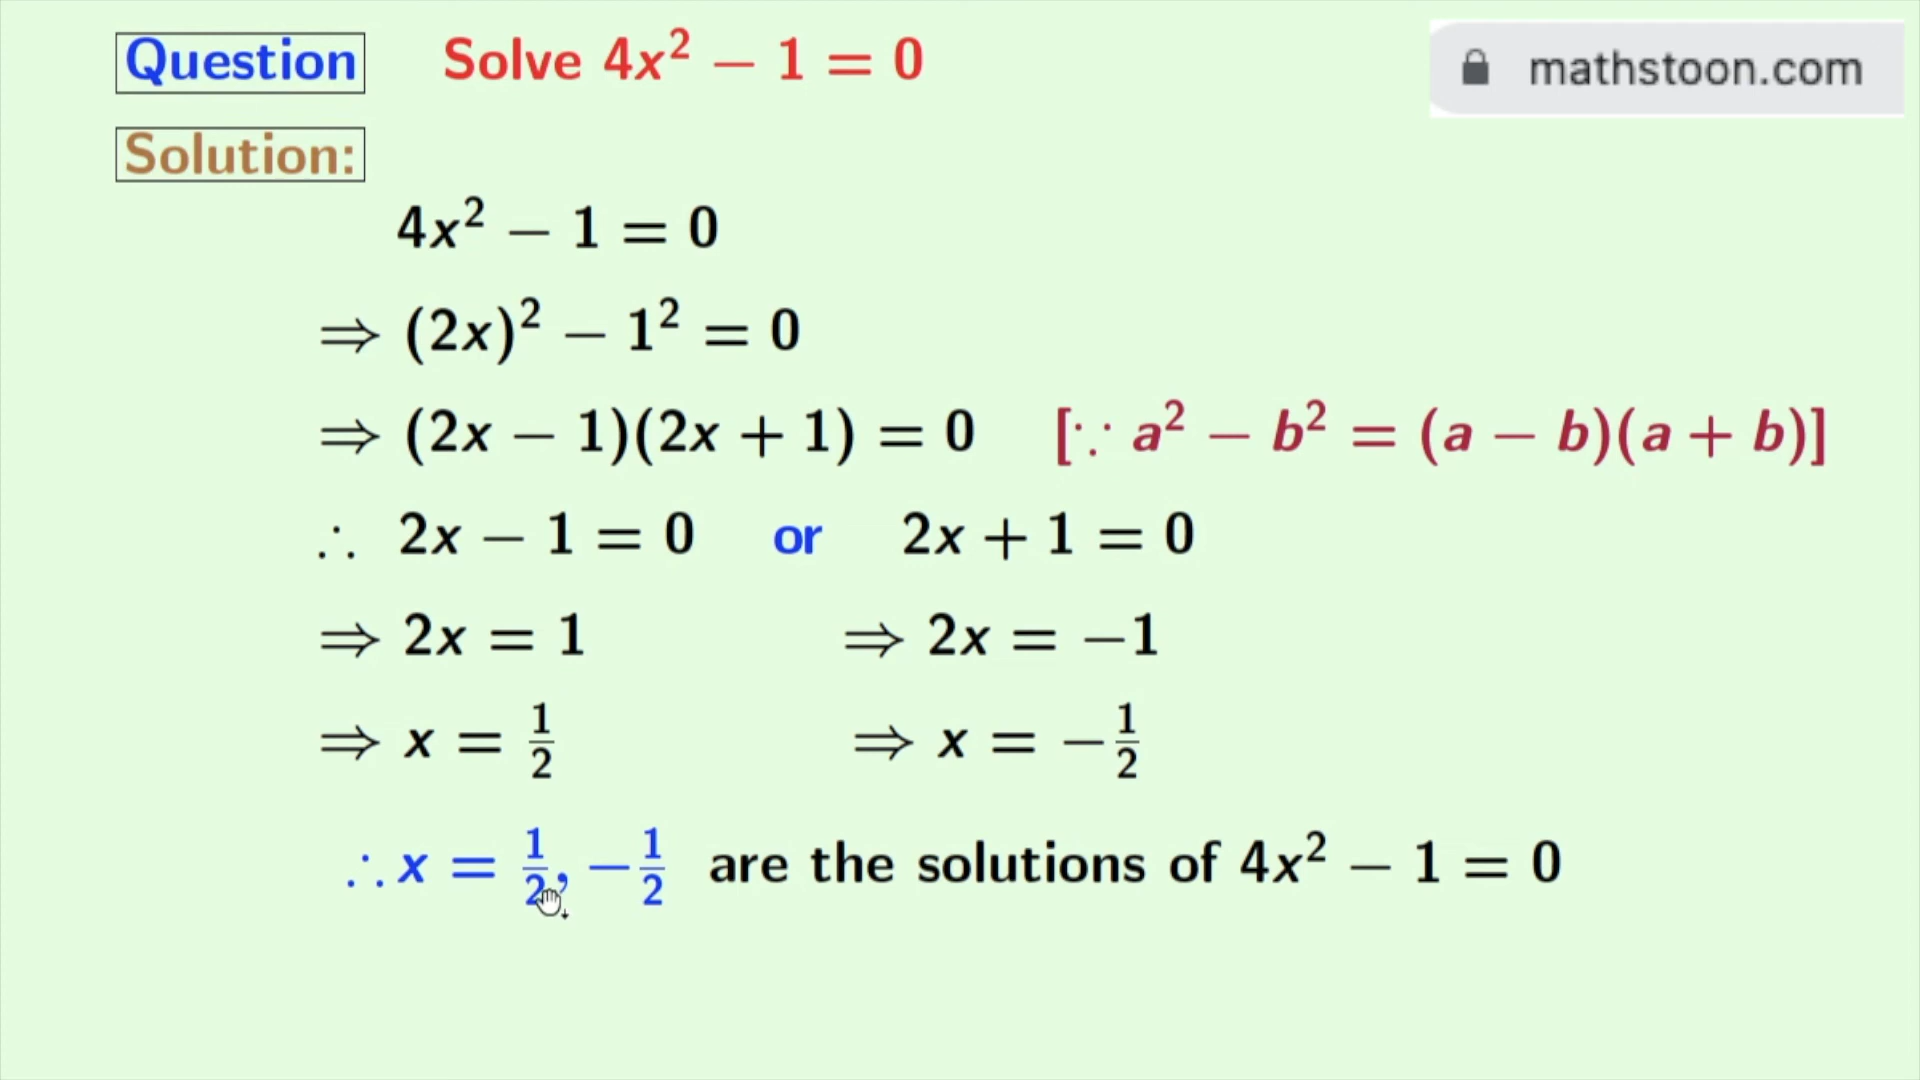 Question Solve 4x² − 1 = 0 mathstoon.com
Solution:
4x² − 1 = 0
⇒ (2x)² − 1² = 0
⇒ (2x − 1)(2x + 1) = 0 [∵ a² − b² = (a − b)(a + b)]
∴ 2x − 1 = 0 or 2x + 1 = 0
⇒ 2x = 1 ⇒ 2x = −1
⇒ x = 1/2 ⇒ x = −1/2
∴ x = 1/2, −1/2 are the solutions of 4x² − 1 = 0